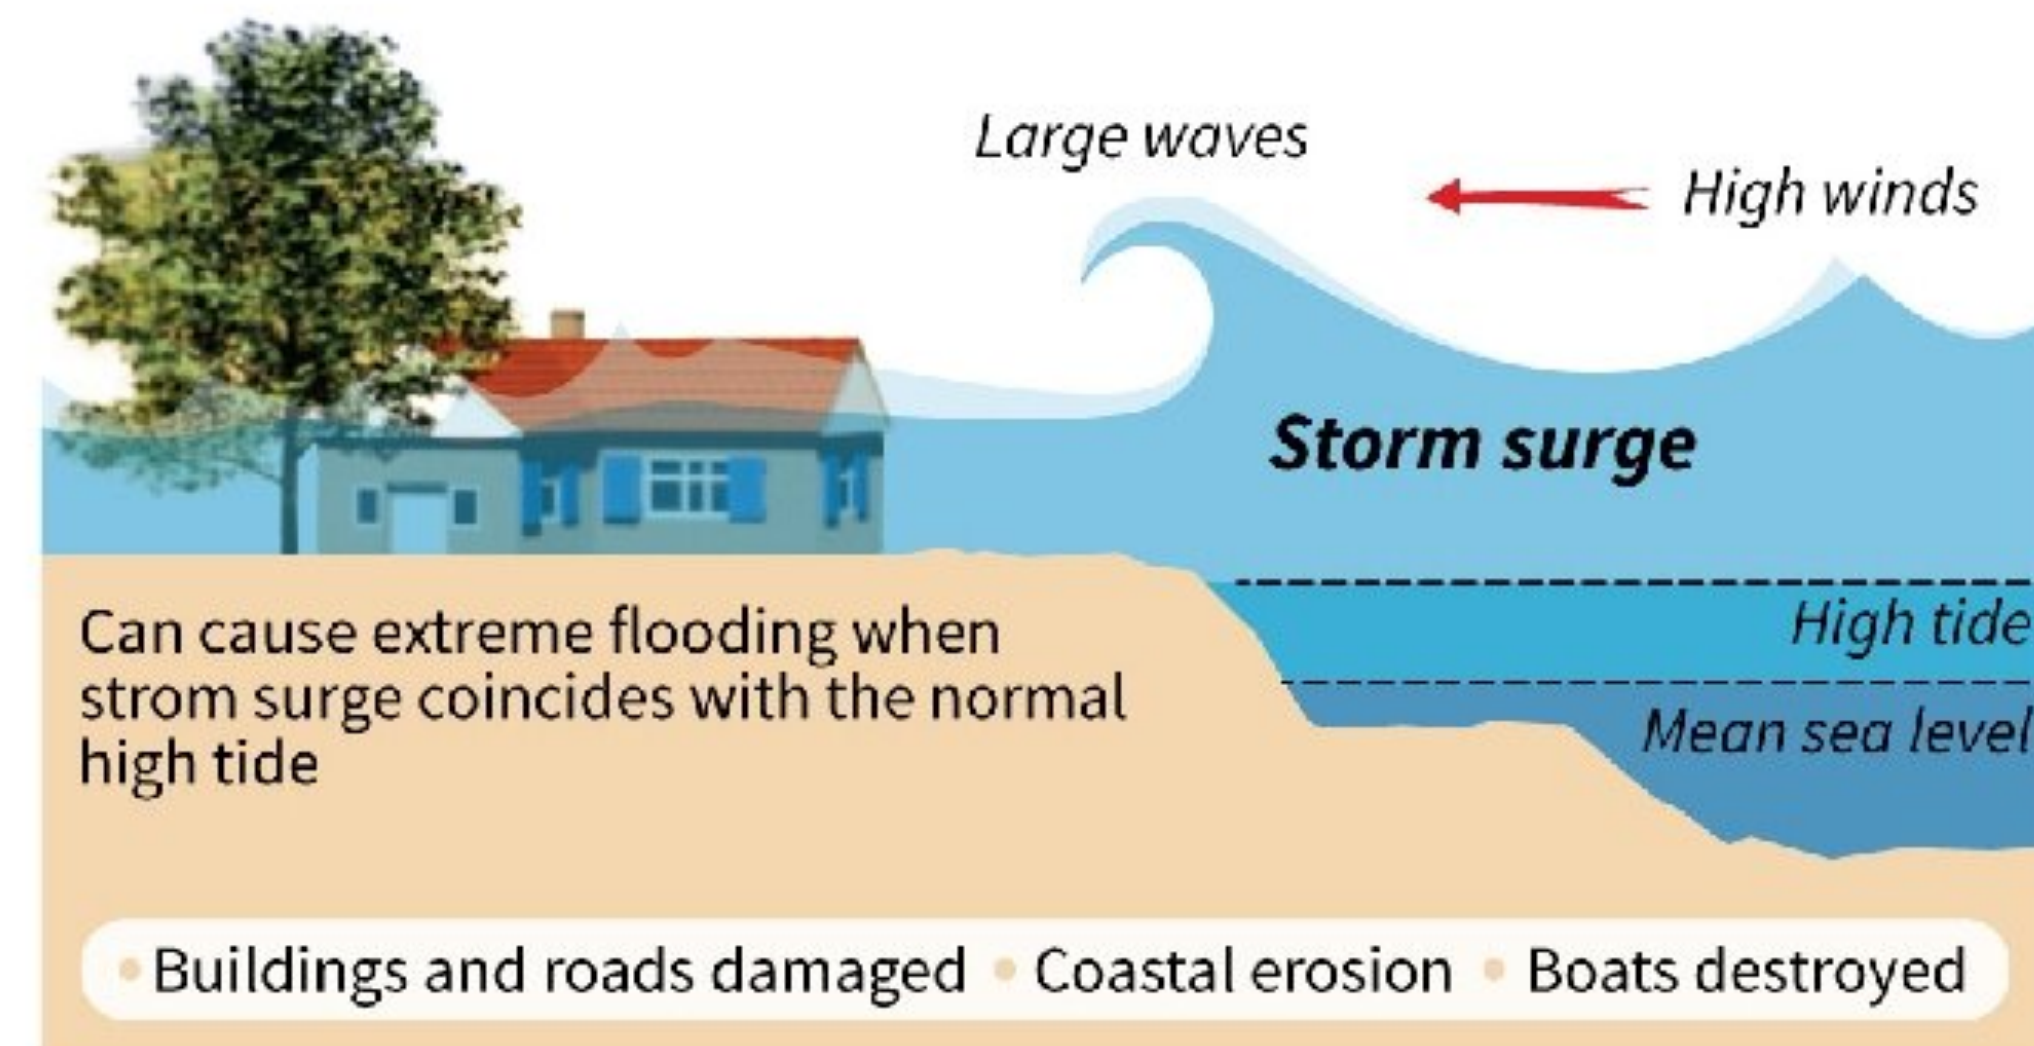 Large waves
High winds
Storm surge
High tide
Mean sea level
Can cause extreme flooding when
strom surge coincides with the normal
high tide
• Buildings and roads damaged • Coastal erosion • Boats destroyed